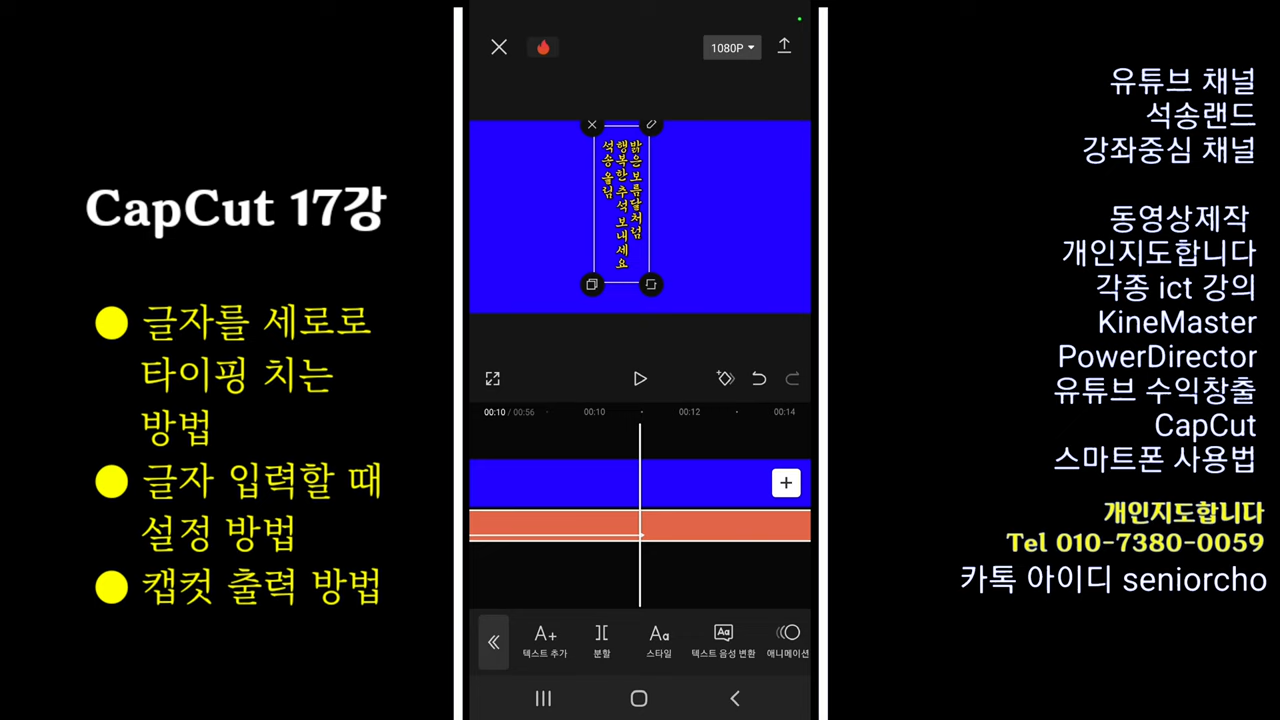 CapCut 17강
● 글자를 세로로
타이핑 치는
방법
● 글자 입력할 때
설정 방법
● 캡컷 출력 방법
1080P
밝은 보름달처럼
행복한 추석 보내세요
석송 올림
00:10 / 00:56
00:10
00:12
00:14
텍스트 추가
분할
스타일
텍스트 음성 변환
애니메이션
유튜브 채널
석송랜드
강좌중심 채널
동영상제작
개인지도합니다
각종 ict 강의
KineMaster
PowerDirector
유튜브 수익창출
CapCut
스마트폰 사용법
개인지도합니다
Tel 010-7380-0059
카톡 아이디 seniorcho